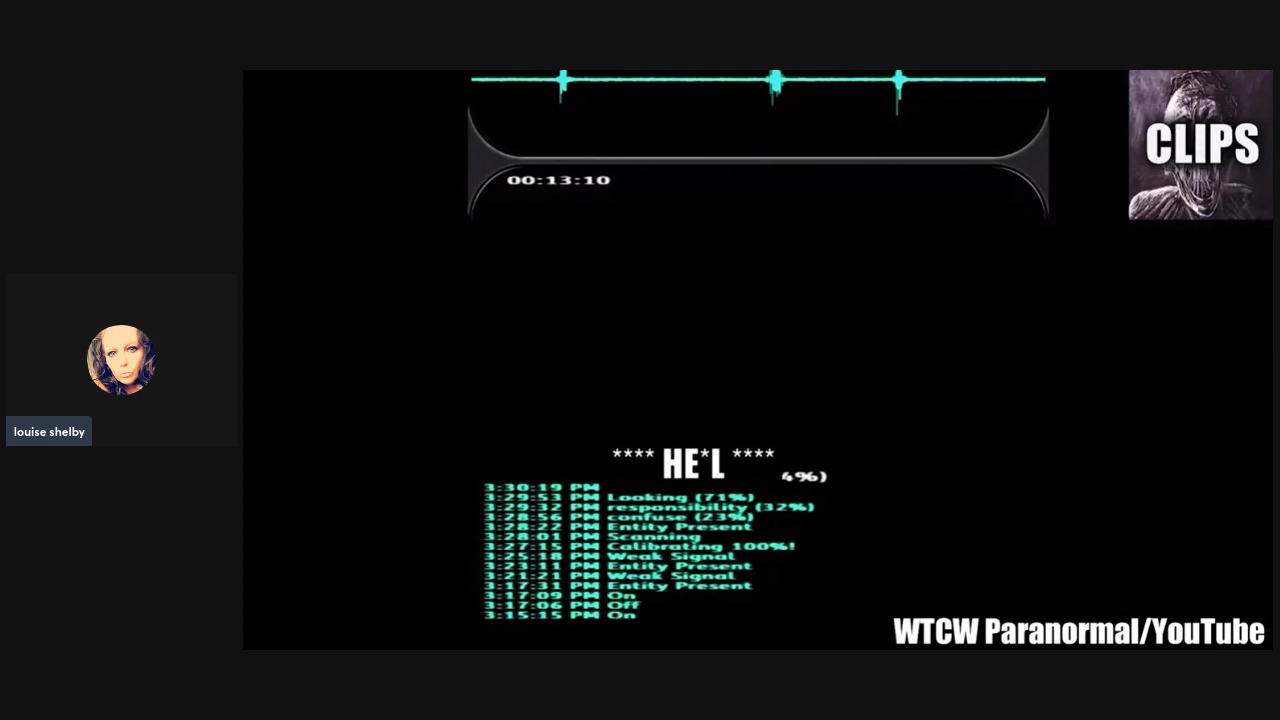 CLIPS
00:13:10
louise shelby
**** HE*L ****
4%)
3:30:19 PM
3:29:53 PM Looking (71%)
3:29:32 PM responsibility (32%)
3:28:56 PM confuse (23%)
3:28:22 PM Entity Present
3:28:01 PM Scanning
3:27:15 PM Calibrating 100%!
3:25:18 PM Weak Signal
3:23:11 PM Entity Present
3:21:21 PM Weak Signal
3:17:31 PM Entity Present
3:17:09 PM On
3:17:06 PM Off
3:15:15 PM On
WTCW Paranormal/YouTube